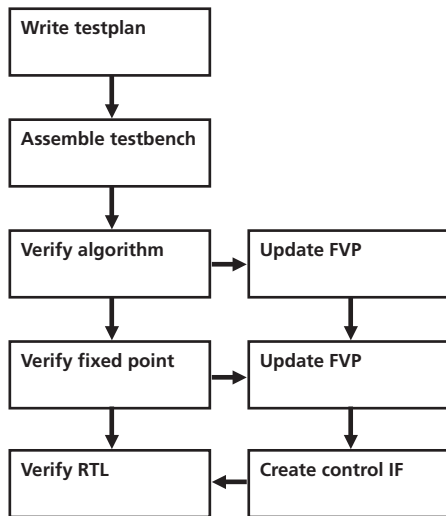 Write testplan
Assemble testbench
Verify algorithm
Update FVP
Verify fixed point
Update FVP
Verify RTL
Create control IF